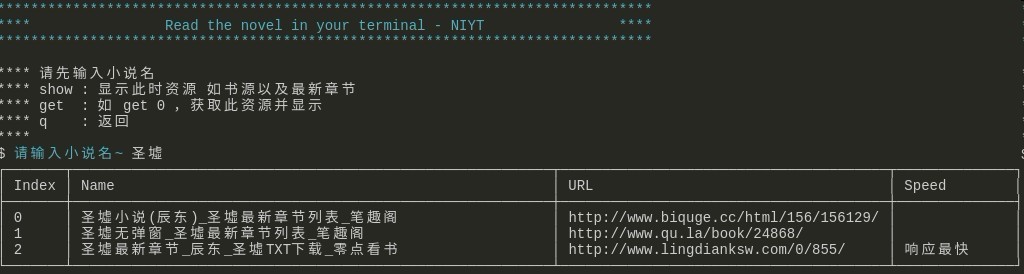 ********************************************************************************
**** Read the novel in your terminal - NIYT ****
********************************************************************************
**** 请先输入小说名
**** show : 显示此时资源 如书源以及最新章节
**** get : 如 get 0 ，获取此资源并显示
**** q : 返回
****
$ 请输入小说名~ 圣墟
Index Name URL Speed
0 圣墟小说(辰东)_圣墟最新章节列表_笔趣阁 http://www.biquge.cc/html/156/156129/
1 圣墟无弹窗_圣墟最新章节列表_笔趣阁 http://www.qu.la/book/24868/
2 圣墟最新章节_辰东_圣墟TXT下载_零点看书 http://www.lingdianksw.com/0/855/ 响应最快